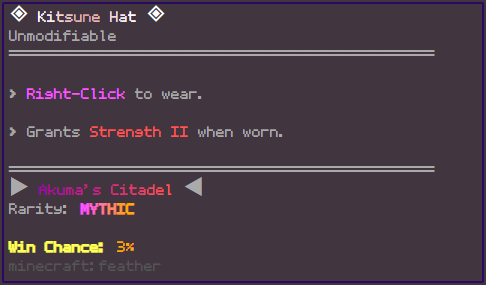 Kitsune Hat
Unmodifiable
> Right-Click to wear.
> Grants Strength II when worn.
▶ Akuma's Citadel ◀
Rarity: MYTHIC
Win Chance: 3%
minecraft:feather